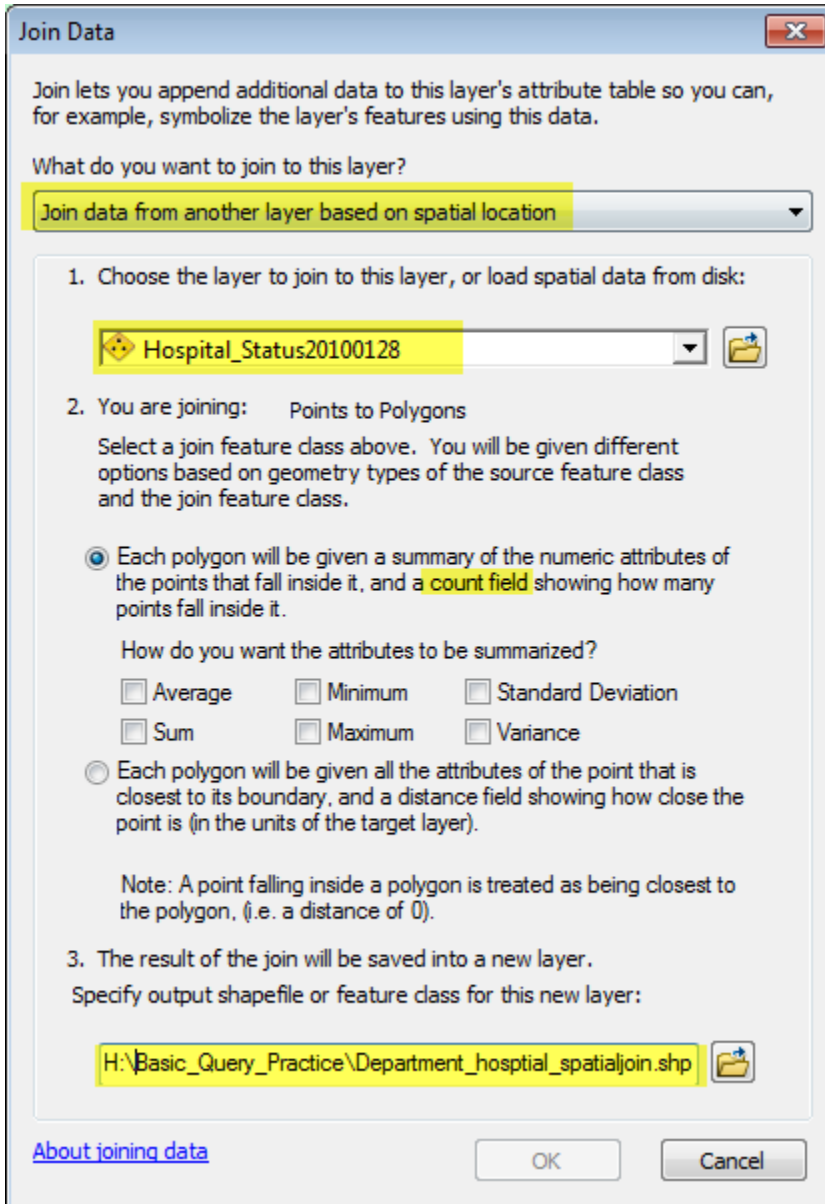 Join Data
Join lets you append additional data to this layer's attribute table so you can,
for example, symbolize the layer's features using this data.
What do you want to join to this layer?
Join data from another layer based on spatial location
1. Choose the layer to join to this layer, or load spatial data from disk:
Hospital_Status20100128
2. You are joining: Points to Polygons
Select a join feature class above. You will be given different
options based on geometry types of the source feature class
and the join feature class.
Each polygon will be given a summary of the numeric attributes of
the points that fall inside it, and a count field showing how many
points fall inside it.
How do you want the attributes to be summarized?
Average Minimum Standard Deviation
Sum Maximum Variance
Each polygon will be given all the attributes of the point that is
closest to its boundary, and a distance field showing how close the
point is (in the units of the target layer).
Note: A point falling inside a polygon is treated as being closest to
the polygon, (i.e. a distance of 0).
3. The result of the join will be saved into a new layer.
Specify output shapefile or feature class for this new layer:
H:\Basic_Query_Practice\Department_hosptial_spatialjoin.shp
About joining data OK Cancel